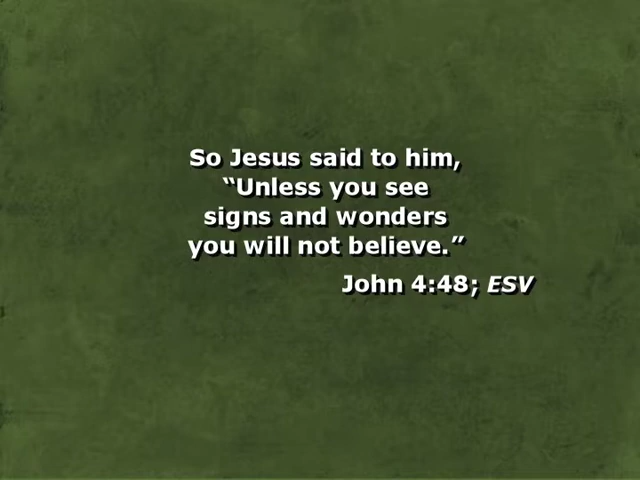 So Jesus said to him,
“Unless you see
signs and wonders
you will not believe.”
John 4:48; ESV